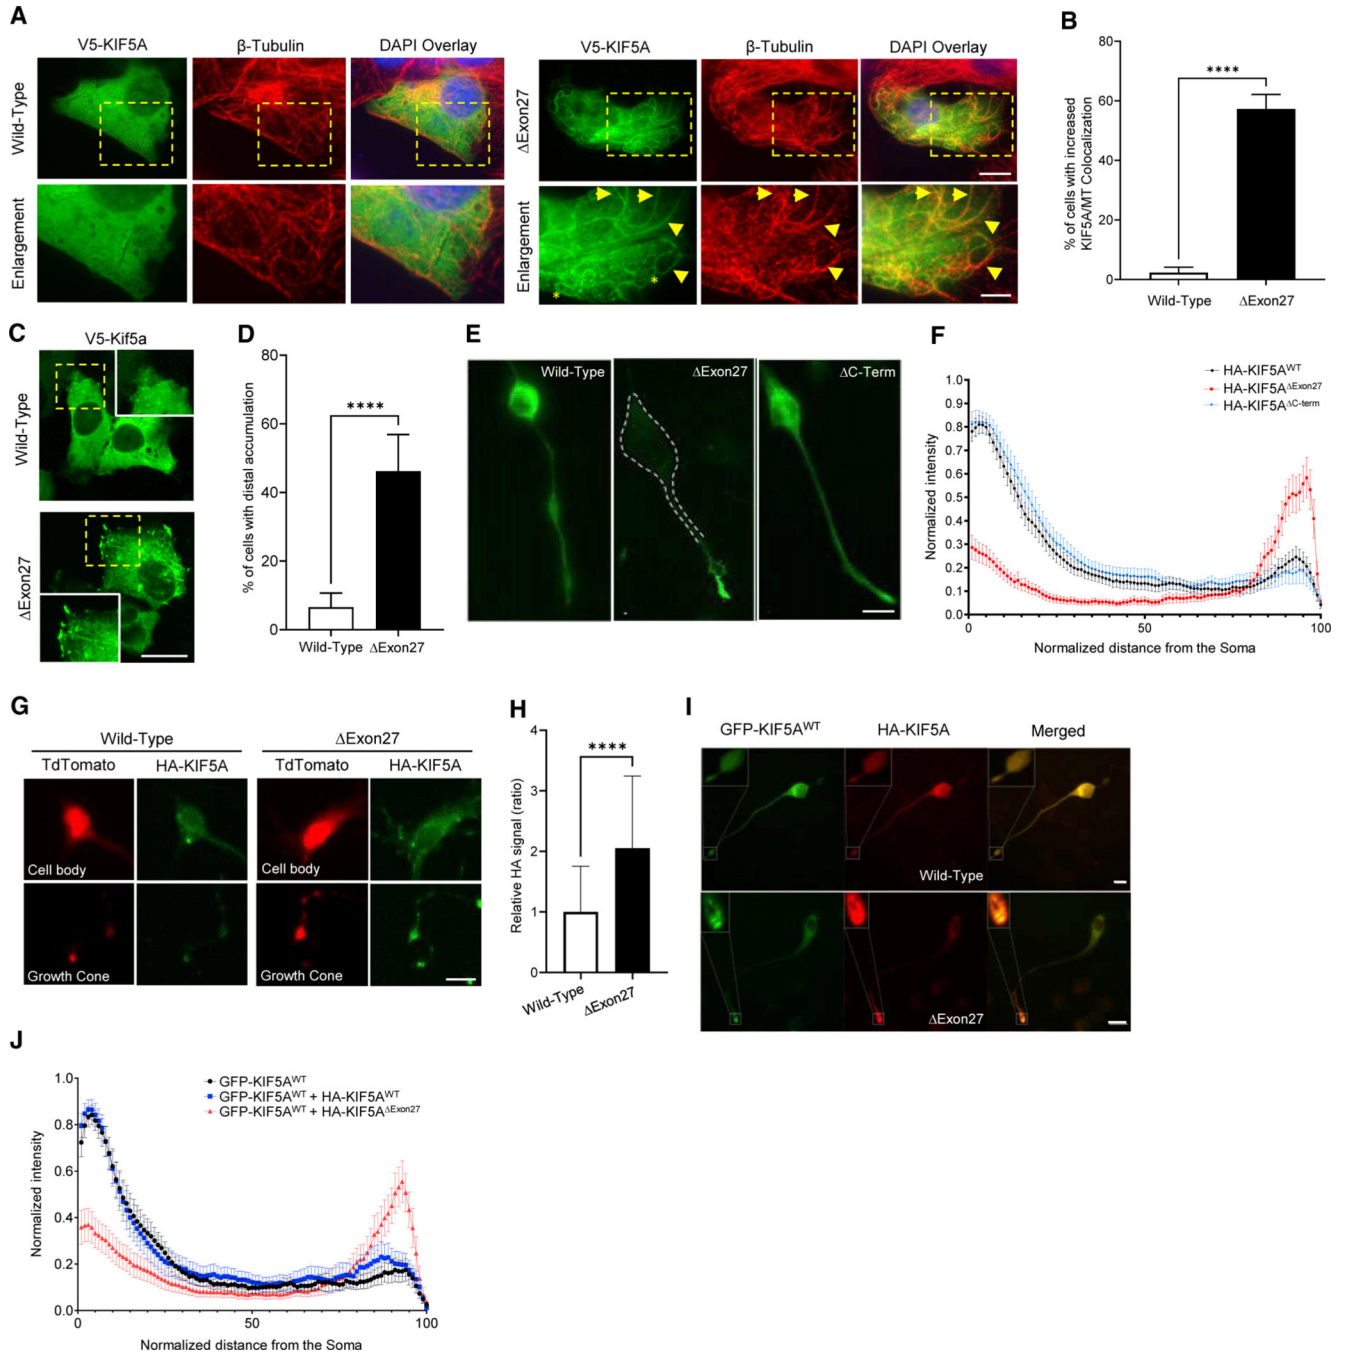 A
V5-KIF5A
β-Tubulin
DAPI Overlay
V5-KIF5A
β-Tubulin
DAPI Overlay
Wild-Type
Enlargement
ΔExon27
Enlargement
*
*
B
% of cells with increased
KIF5A/MT Colocalization
80
60
40
20
0
****
Wild-Type
ΔExon27
C
V5-Kif5a
Wild-Type
ΔExon27
D
% of cells with distal accumulation
80
60
40
20
0
****
Wild-Type
ΔExon27
E
Wild-Type
ΔExon27
ΔC-Term
F
HA-KIF5A^WT
HA-KIF5A^ΔExon27
HA-KIF5A^ΔC-term
Normalized intensity
1.0
0.9
0.8
0.7
0.6
0.5
0.4
0.3
0.2
0.1
0.0
0
50
100
Normalized distance from the Soma
G
Wild-Type
ΔExon27
TdTomato
HA-KIF5A
TdTomato
HA-KIF5A
Cell body
Cell body
Growth Cone
Growth Cone
H
Relative HA signal (ratio)
4
3
2
1
0
****
Wild-Type
ΔExon27
I
GFP-KIF5A^WT
HA-KIF5A
Merged
Wild-Type
ΔExon27
J
GFP-KIF5A^WT
GFP-KIF5A^WT + HA-KIF5A^WT
GFP-KIF5A^WT + HA-KIF5A^ΔExon27
Normalized intensity
1.0
0.8
0.6
0.4
0.2
0.0
0
50
100
Normalized distance from the Soma